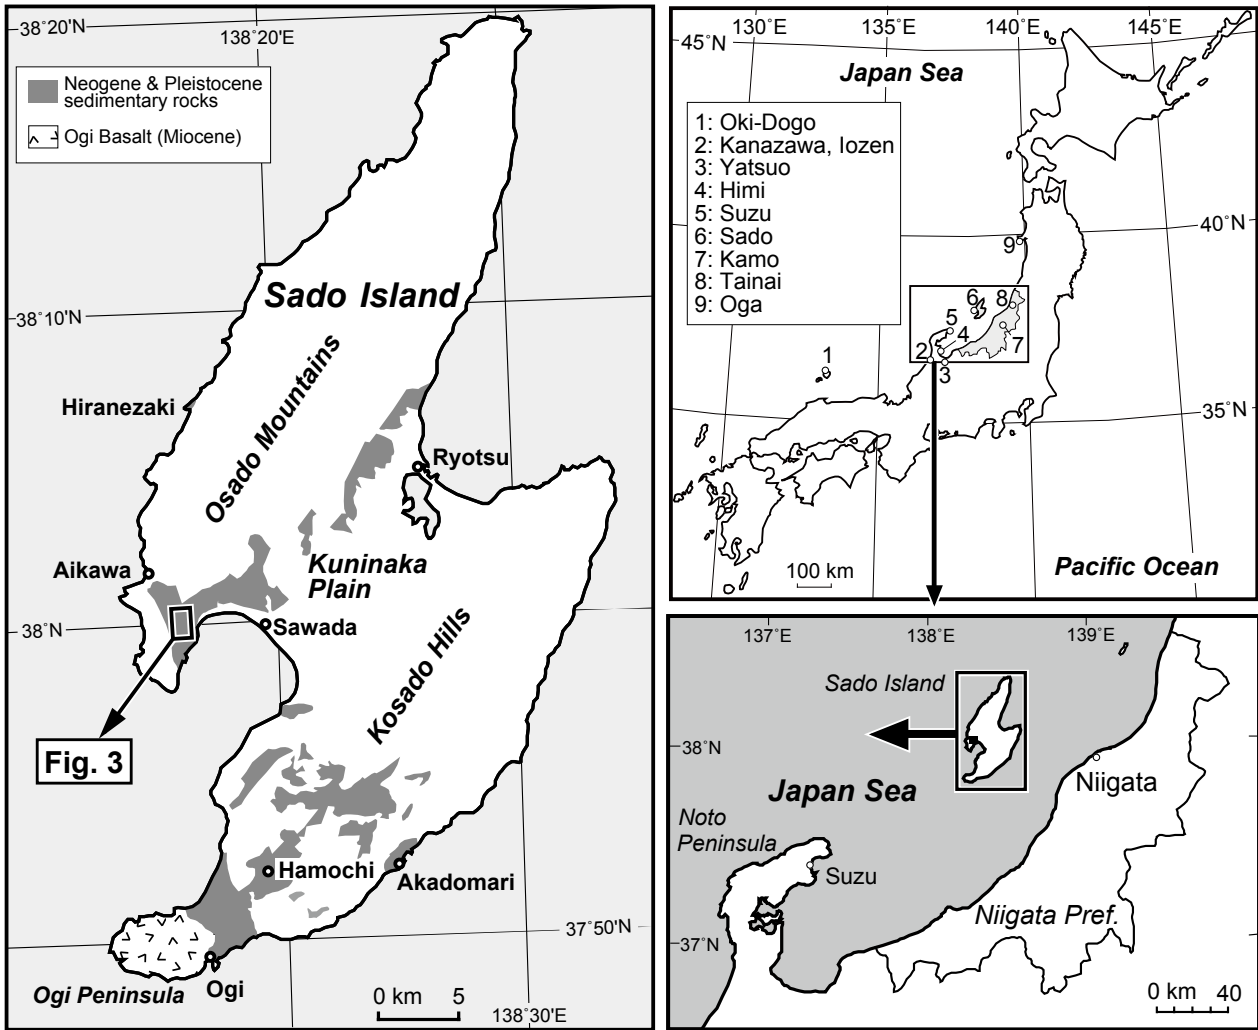 38˚20'N
138˚20'E
Neogene & Pleistocene
sedimentary rocks
Ogi Basalt (Miocene)
Sado Island
38˚10'N
Osado Mountains
Hiranezaki
Ryotsu
Kuninaka
Plain
Aikawa
38˚N
Sawada
Kosado Hills
Fig. 3
Hamochi
Akadomari
37˚50'N
Ogi Peninsula
Ogi
0 km 5
138˚30'E
130˚E
135˚E
140˚E
145˚E
45˚N
Japan Sea
1: Oki-Dogo
2: Kanazawa, Iozen
3: Yatsuo
4: Himi
5: Suzu
6: Sado
7: Kamo
8: Tainai
9: Oga
40˚N
9
6
8
5
4
7
2
3
1
35˚N
100 km
Pacific Ocean
137˚E
138˚E
139˚E
Sado Island
38˚N
Niigata
Japan Sea
Noto
Peninsula
Suzu
Niigata Pref.
37˚N
0 km 40